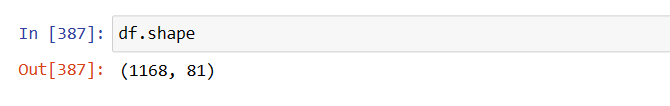 In [387]: df.shape
Out[387]: (1168, 81)